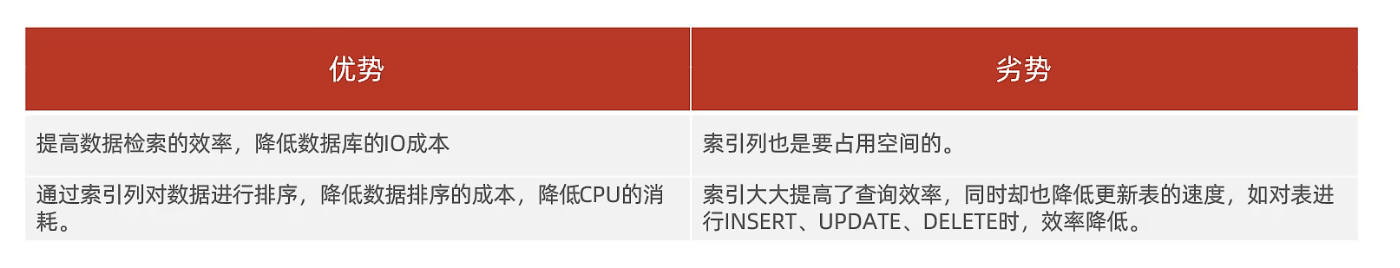 优势
劣势
提高数据检索的效率，降低数据库的IO成本
索引列也是要占用空间的。
通过索引列对数据进行排序，降低数据排序的成本，降低CPU的消
耗。
索引大大提高了查询效率，同时却也降低更新表的速度，如对表进
行INSERT、UPDATE、DELETE时，效率降低。